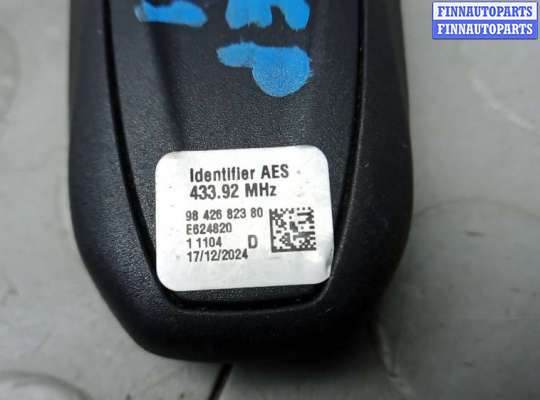 FINNAUTOPARTS
FINNAUTOPARTS
Identifier AES
433.92 MHz
98 426 823 80
E624820
1 1104 D
17/12/2024